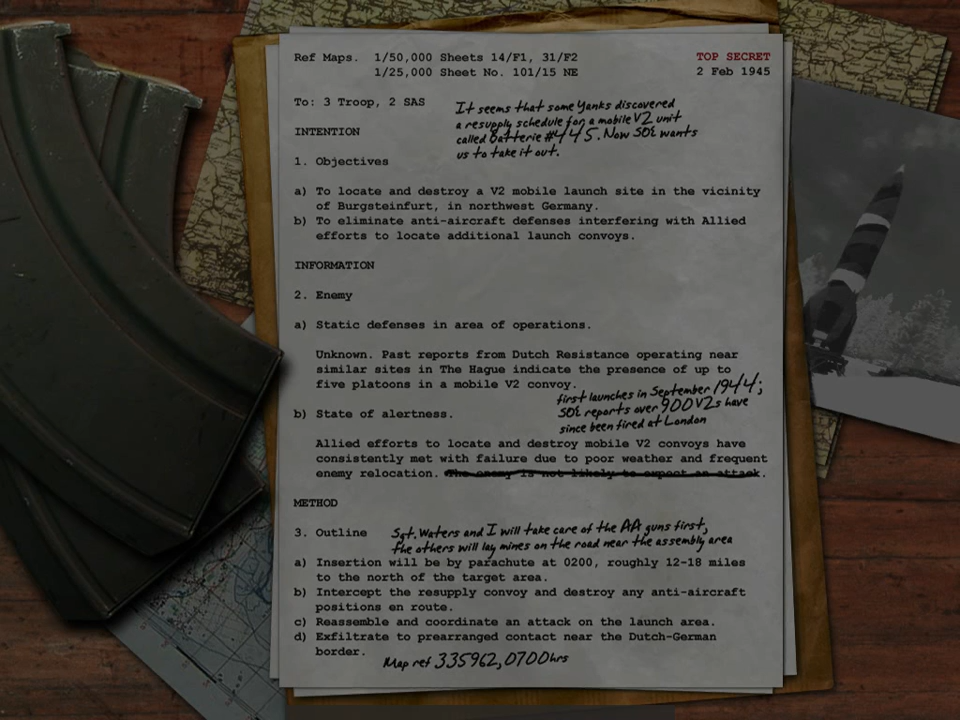 Ref Maps. 1/50,000 Sheets 14/F1, 31/F2
1/25,000 Sheet No. 101/15 NE
TOP SECRET
2 Feb 1945
To: 3 Troop, 2 SAS
It seems that some Yanks discovered
a resupply schedule for a mobile V2 unit
called Batterie #445. Now SOE wants
us to take it out.
INTENTION
1. Objectives
a) To locate and destroy a V2 mobile launch site in the vicinity
of Burgsteinfurt, in northwest Germany.
b) To eliminate anti-aircraft defenses interfering with Allied
efforts to locate additional launch convoys.
INFORMATION
2. Enemy
a) Static defenses in area of operations.
Unknown. Past reports from Dutch Resistance operating near
similar sites in The Hague indicate the presence of up to
five platoons in a mobile V2 convoy.
first launches in September 1944;
SOE reports over 900 V2s have
since been fired at London
b) State of alertness.
Allied efforts to locate and destroy mobile V2 convoys have
consistently met with failure due to poor weather and frequent
enemy relocation. The enemy is not likely to expect an attack.
METHOD
3. Outline
Sgt. Waters and I will take care of the AA guns first,
the others will lay mines on the road near the assembly area
a) Insertion will be by parachute at 0200, roughly 12-18 miles
to the north of the target area.
b) Intercept the resupply convoy and destroy any anti-aircraft
positions en route.
c) Reassemble and coordinate an attack on the launch area.
d) Exfiltrate to prearranged contact near the Dutch-German
border.
Map ref 335962, 0700hrs